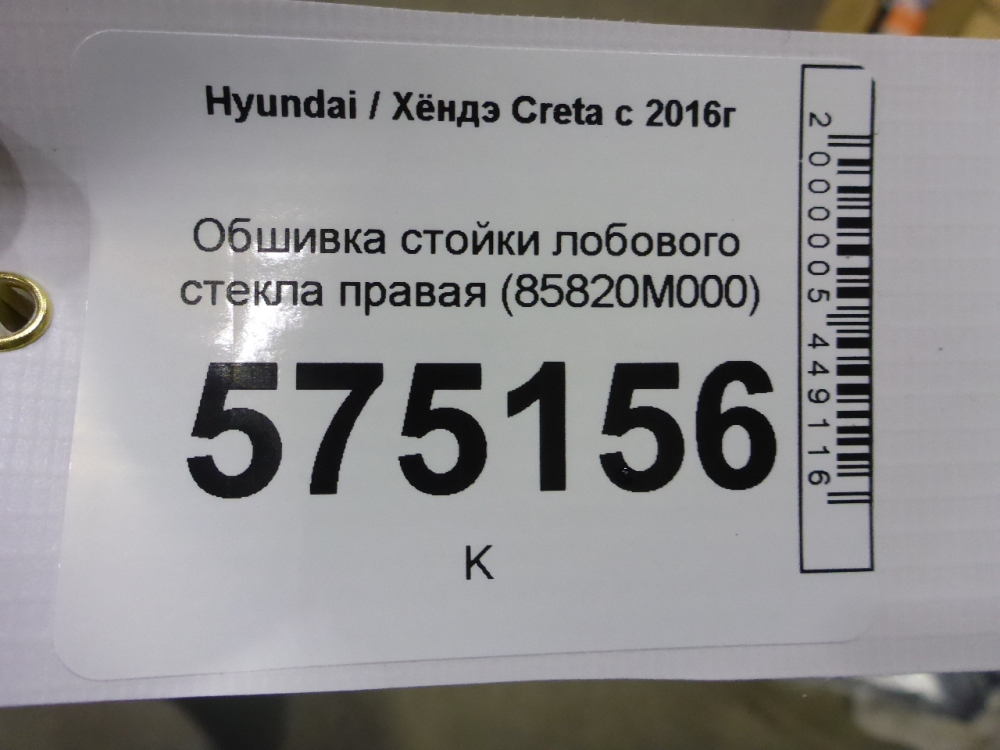 Hyundai / Хёндэ Creta с 2016г
Обшивка стойки лобового
стекла правая (85820M000)
575156
К
2000005449116